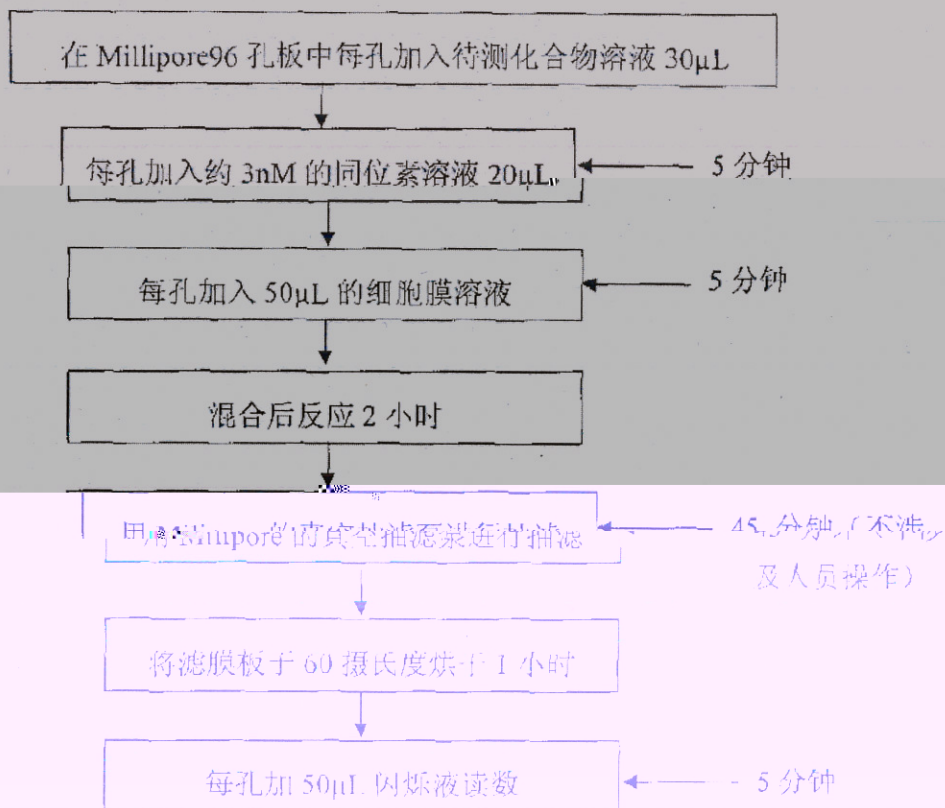 在 Millipore96 孔板中每孔加入待测化合物溶液 30μL
每孔加入约 3nM 的同位素溶液 20μL
5 分钟
每孔加入 50μL 的细胞膜溶液
5 分钟
混合后反应 2 小时
用 Millipore 的真空抽滤泵进行抽滤
45 分钟（不涉
及人员操作）
将滤膜板于 60 摄氏度烘干 1 小时
每孔加 50μL 闪烁液读数
5 分钟